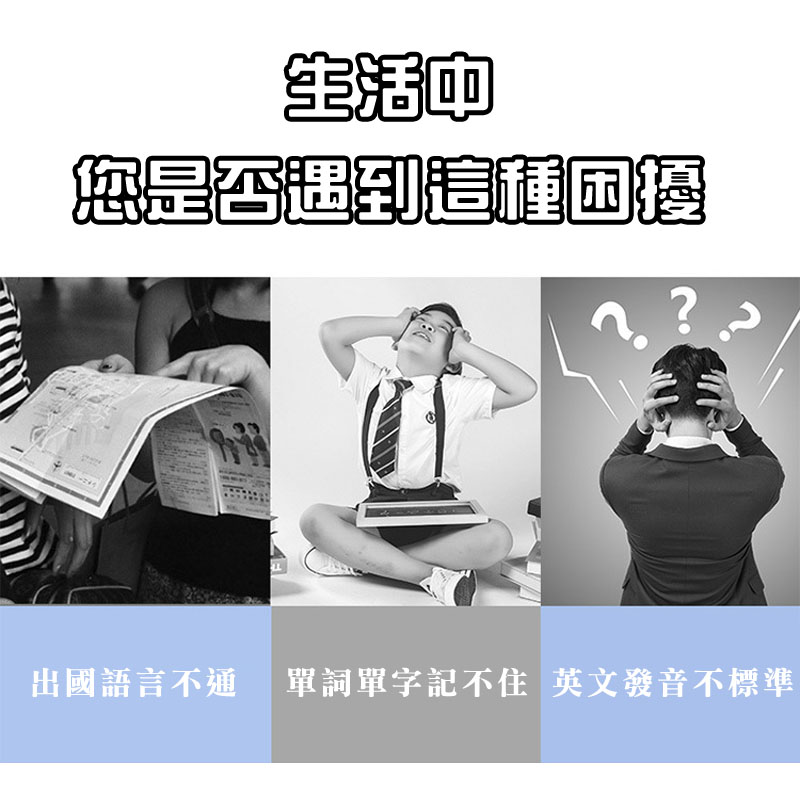 生活中
您是否遇到這種困擾
? ? ?
出國語言不通
單詞單字記不住
英文發音不標準